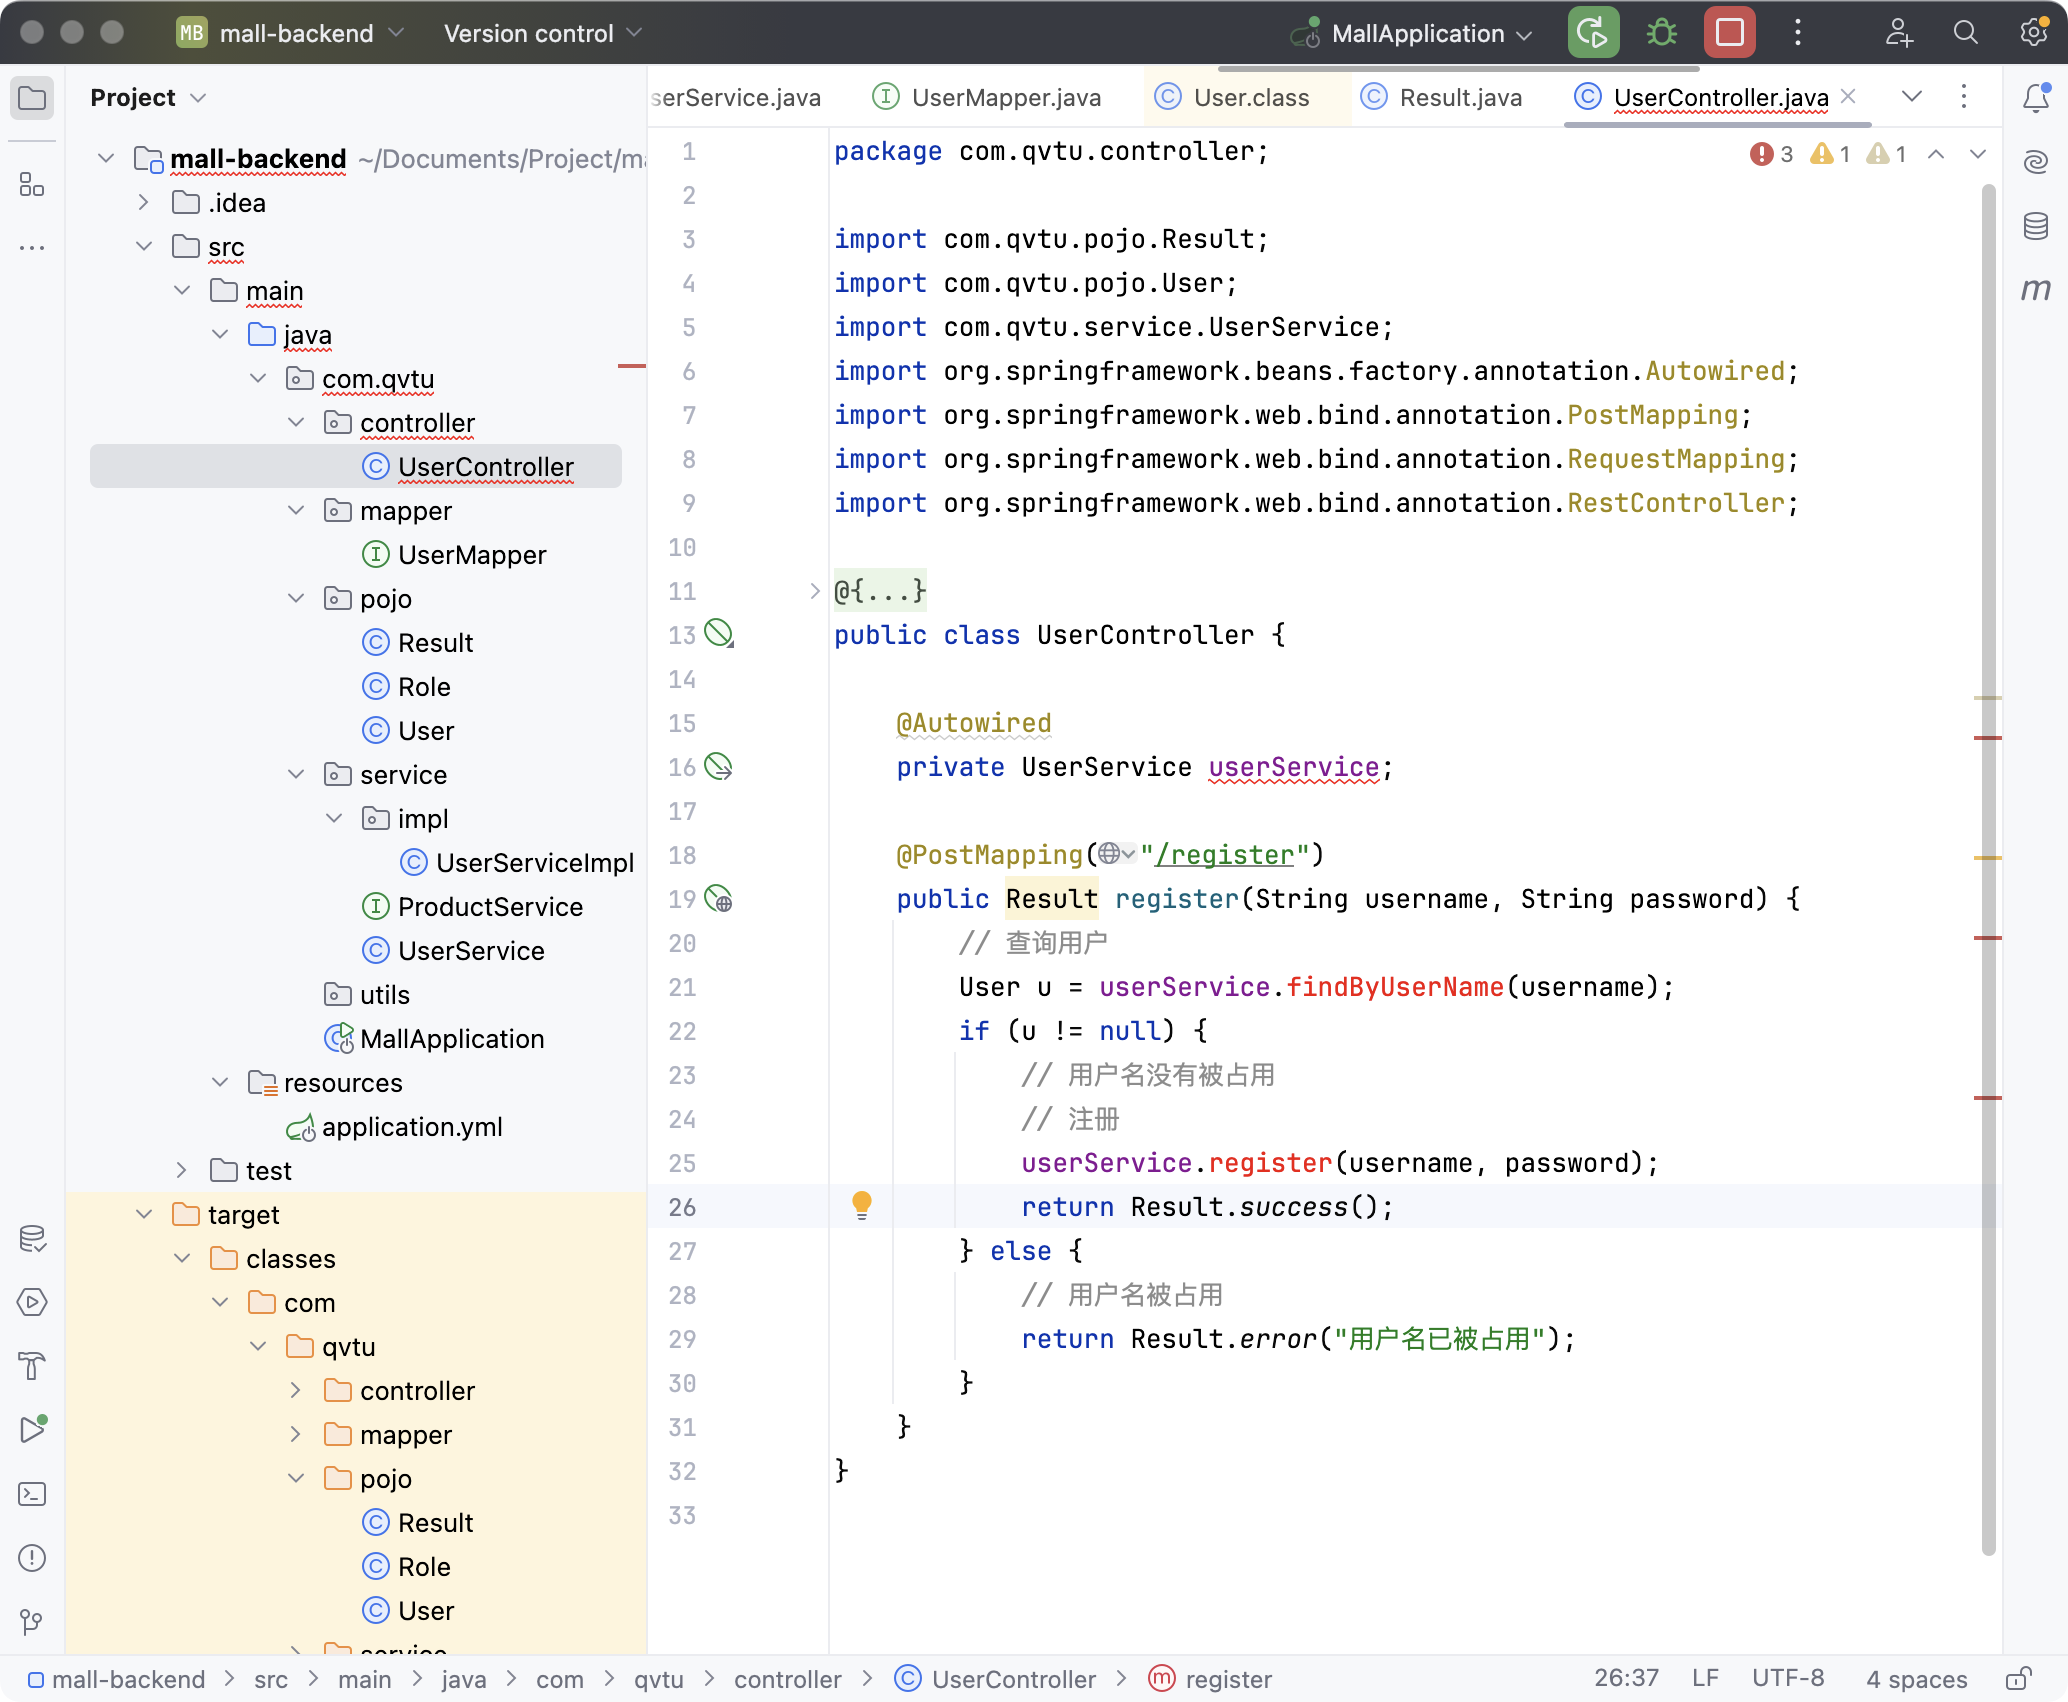 MB mall-backend Version control MallApplication
Project
serService.java UserMapper.java User.class Result.java UserController.java
mall-backend ~/Documents/Project/ma
.idea
src
main
java
com.qvtu
controller
UserController
mapper
UserMapper
pojo
Result
Role
User
service
impl
UserServiceImpl
ProductService
UserService
utils
MallApplication
resources
application.yml
test
target
classes
com
qvtu
controller
mapper
pojo
Result
Role
User
service
3 1 1
1 package com.qvtu.controller;
2
3 import com.qvtu.pojo.Result;
4 import com.qvtu.pojo.User;
5 import com.qvtu.service.UserService;
6 import org.springframework.beans.factory.annotation.Autowired;
7 import org.springframework.web.bind.annotation.PostMapping;
8 import org.springframework.web.bind.annotation.RequestMapping;
9 import org.springframework.web.bind.annotation.RestController;
10
11 @{...}
13 public class UserController {
14
15 @Autowired
16 private UserService userService;
17
18 @PostMapping("/register")
19 public Result register(String username, String password) {
20 // 查询用户
21 User u = userService.findByUserName(username);
22 if (u != null) {
23 // 用户名没有被占用
24 // 注册
25 userService.register(username, password);
26 return Result.success();
27 } else {
28 // 用户名被占用
29 return Result.error("用户名已被占用");
30 }
31 }
32 }
33
m
mall-backend > src > main > java > com > qvtu > controller > UserController > register 26:37 LF UTF-8 4 spaces